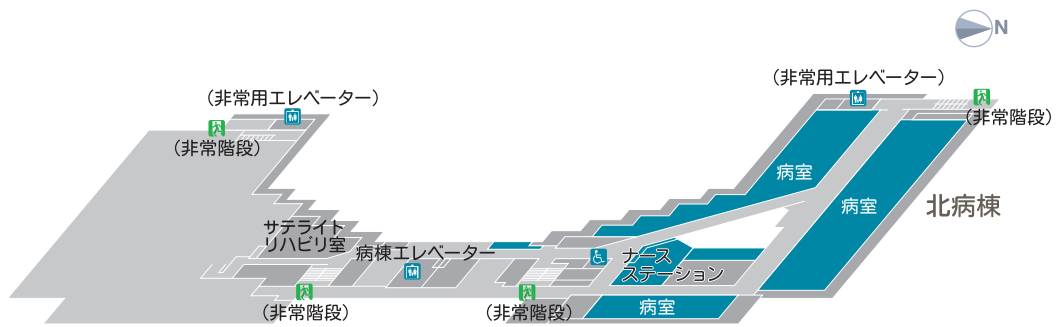 N
（非常用エレベーター）
（非常用エレベーター）
（非常階段）
（非常階段）
病室
病室
北病棟
サテライト
リハビリ室
病棟エレベーター
ナース
ステーション
（非常階段）
（非常階段）
病室